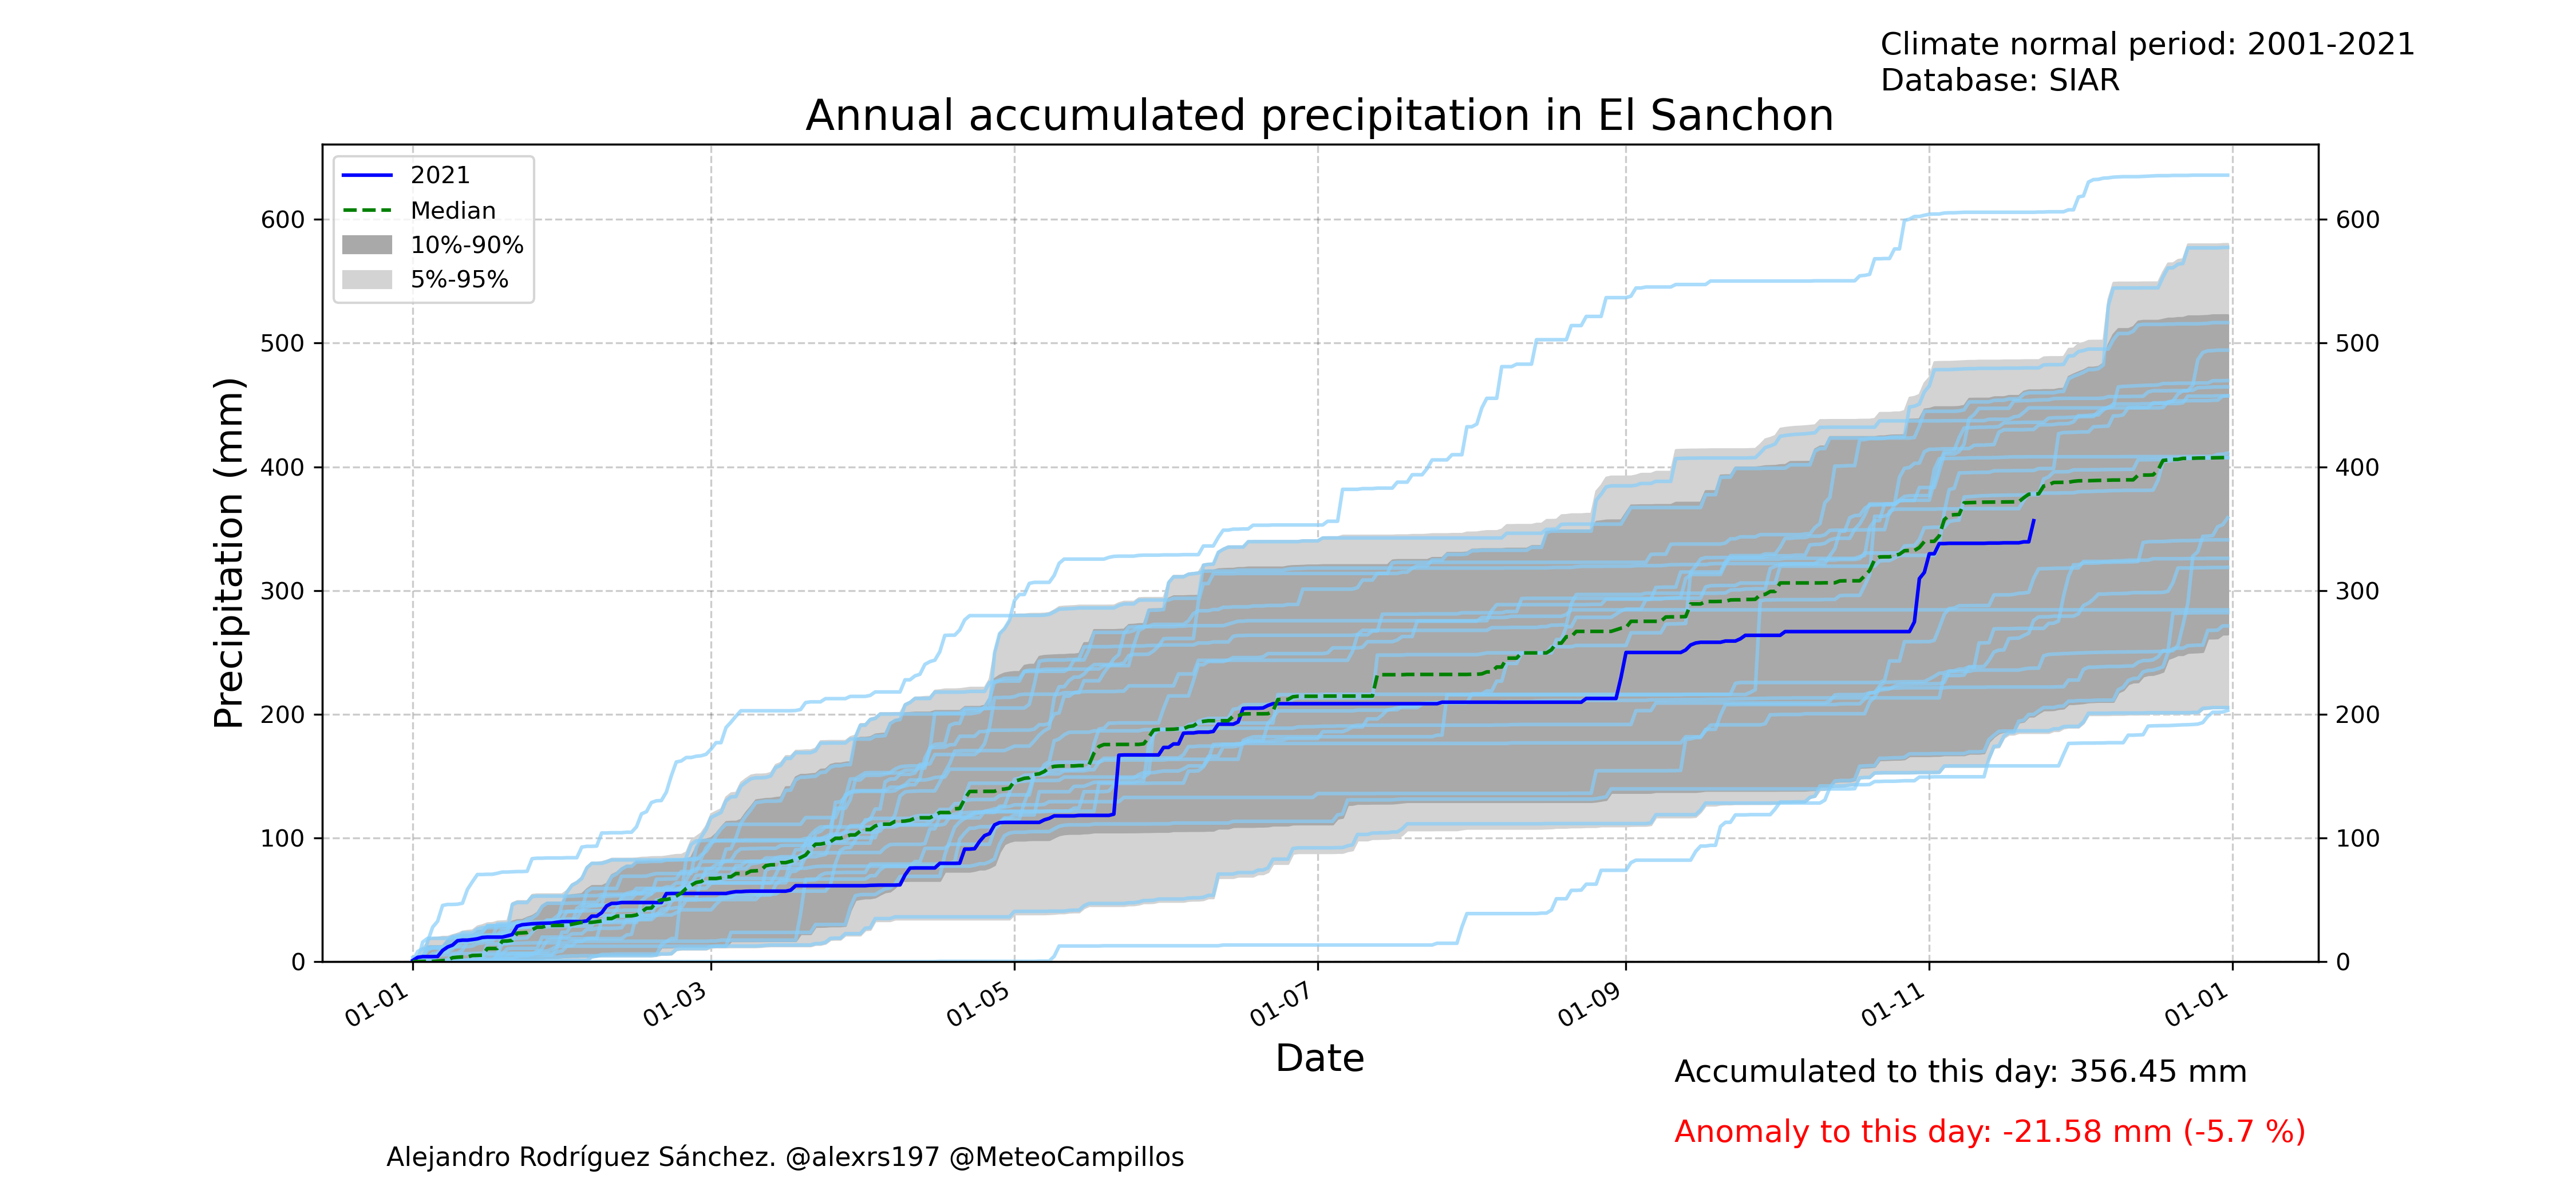 Climate normal period: 2001-2021
Database: SIAR
Annual accumulated precipitation in El Sanchon
2021
Median
10%-90%
5%-95%
Precipitation (mm)
600
500
400
300
200
100
0
600
500
400
300
200
100
0
01-01
01-03
01-05
01-07
01-09
01-11
01-01
Date
Accumulated to this day: 356.45 mm
Anomaly to this day: -21.58 mm (-5.7 %)
Alejandro Rodríguez Sánchez. @alexrs197 @MeteoCampillos